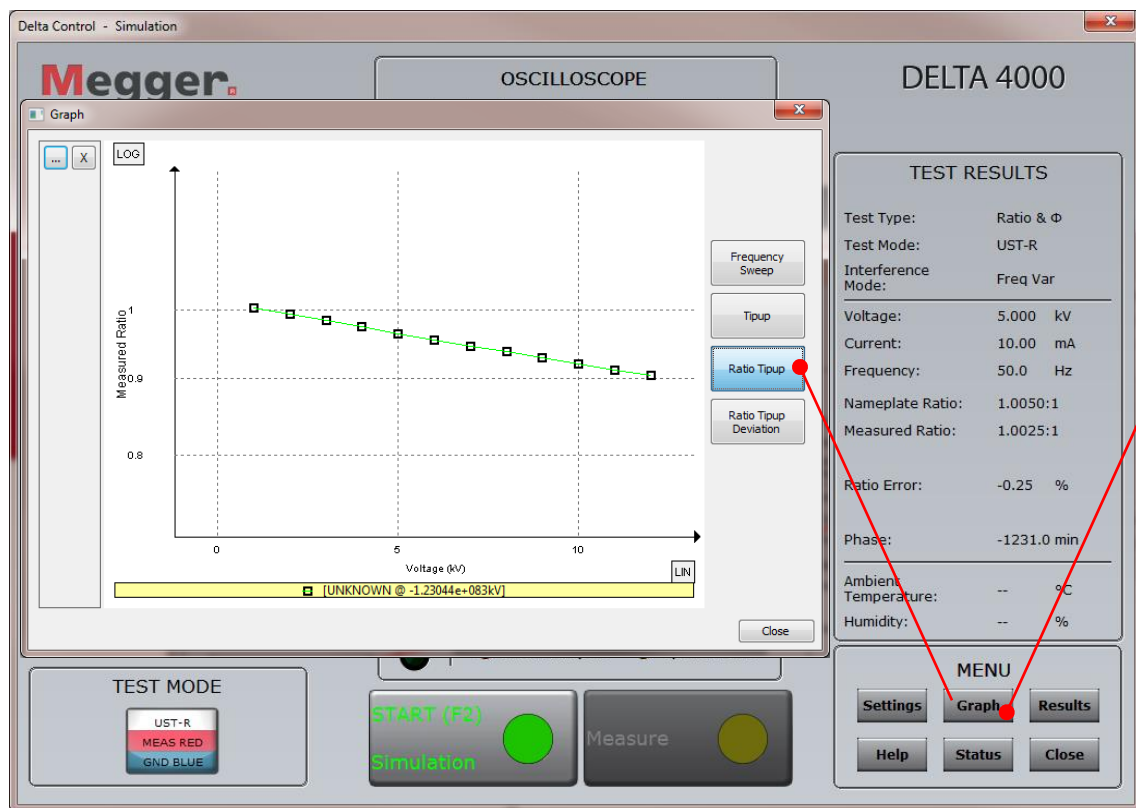 Delta Control - Simulation
Megger.
OSCILLOSCOPE
DELTA 4000
Graph
... X
LOG
Measured Ratio
1
0.9
0.8
0
5
10
Voltage (kV)
LIN
[UNKNOWN @ -1.23044e+083kV]
Frequency
Sweep
Tipup
Ratio Tipup
Ratio Tipup
Deviation
Close
TEST RESULTS
Test Type: Ratio & Φ
Test Mode: UST-R
Interference
Mode: Freq Var
Voltage: 5.000 kV
Current: 10.00 mA
Frequency: 50.0 Hz
Nameplate Ratio: 1.0050:1
Measured Ratio: 1.0025:1
Ratio Error: -0.25 %
Phase: -1231.0 min
Ambient
Temperature: -- °C
Humidity: -- %
TEST MODE
UST-R
MEAS RED
GND BLUE
START (F2)
Simulation
Measure
MENU
Settings Graph Results
Help Status Close